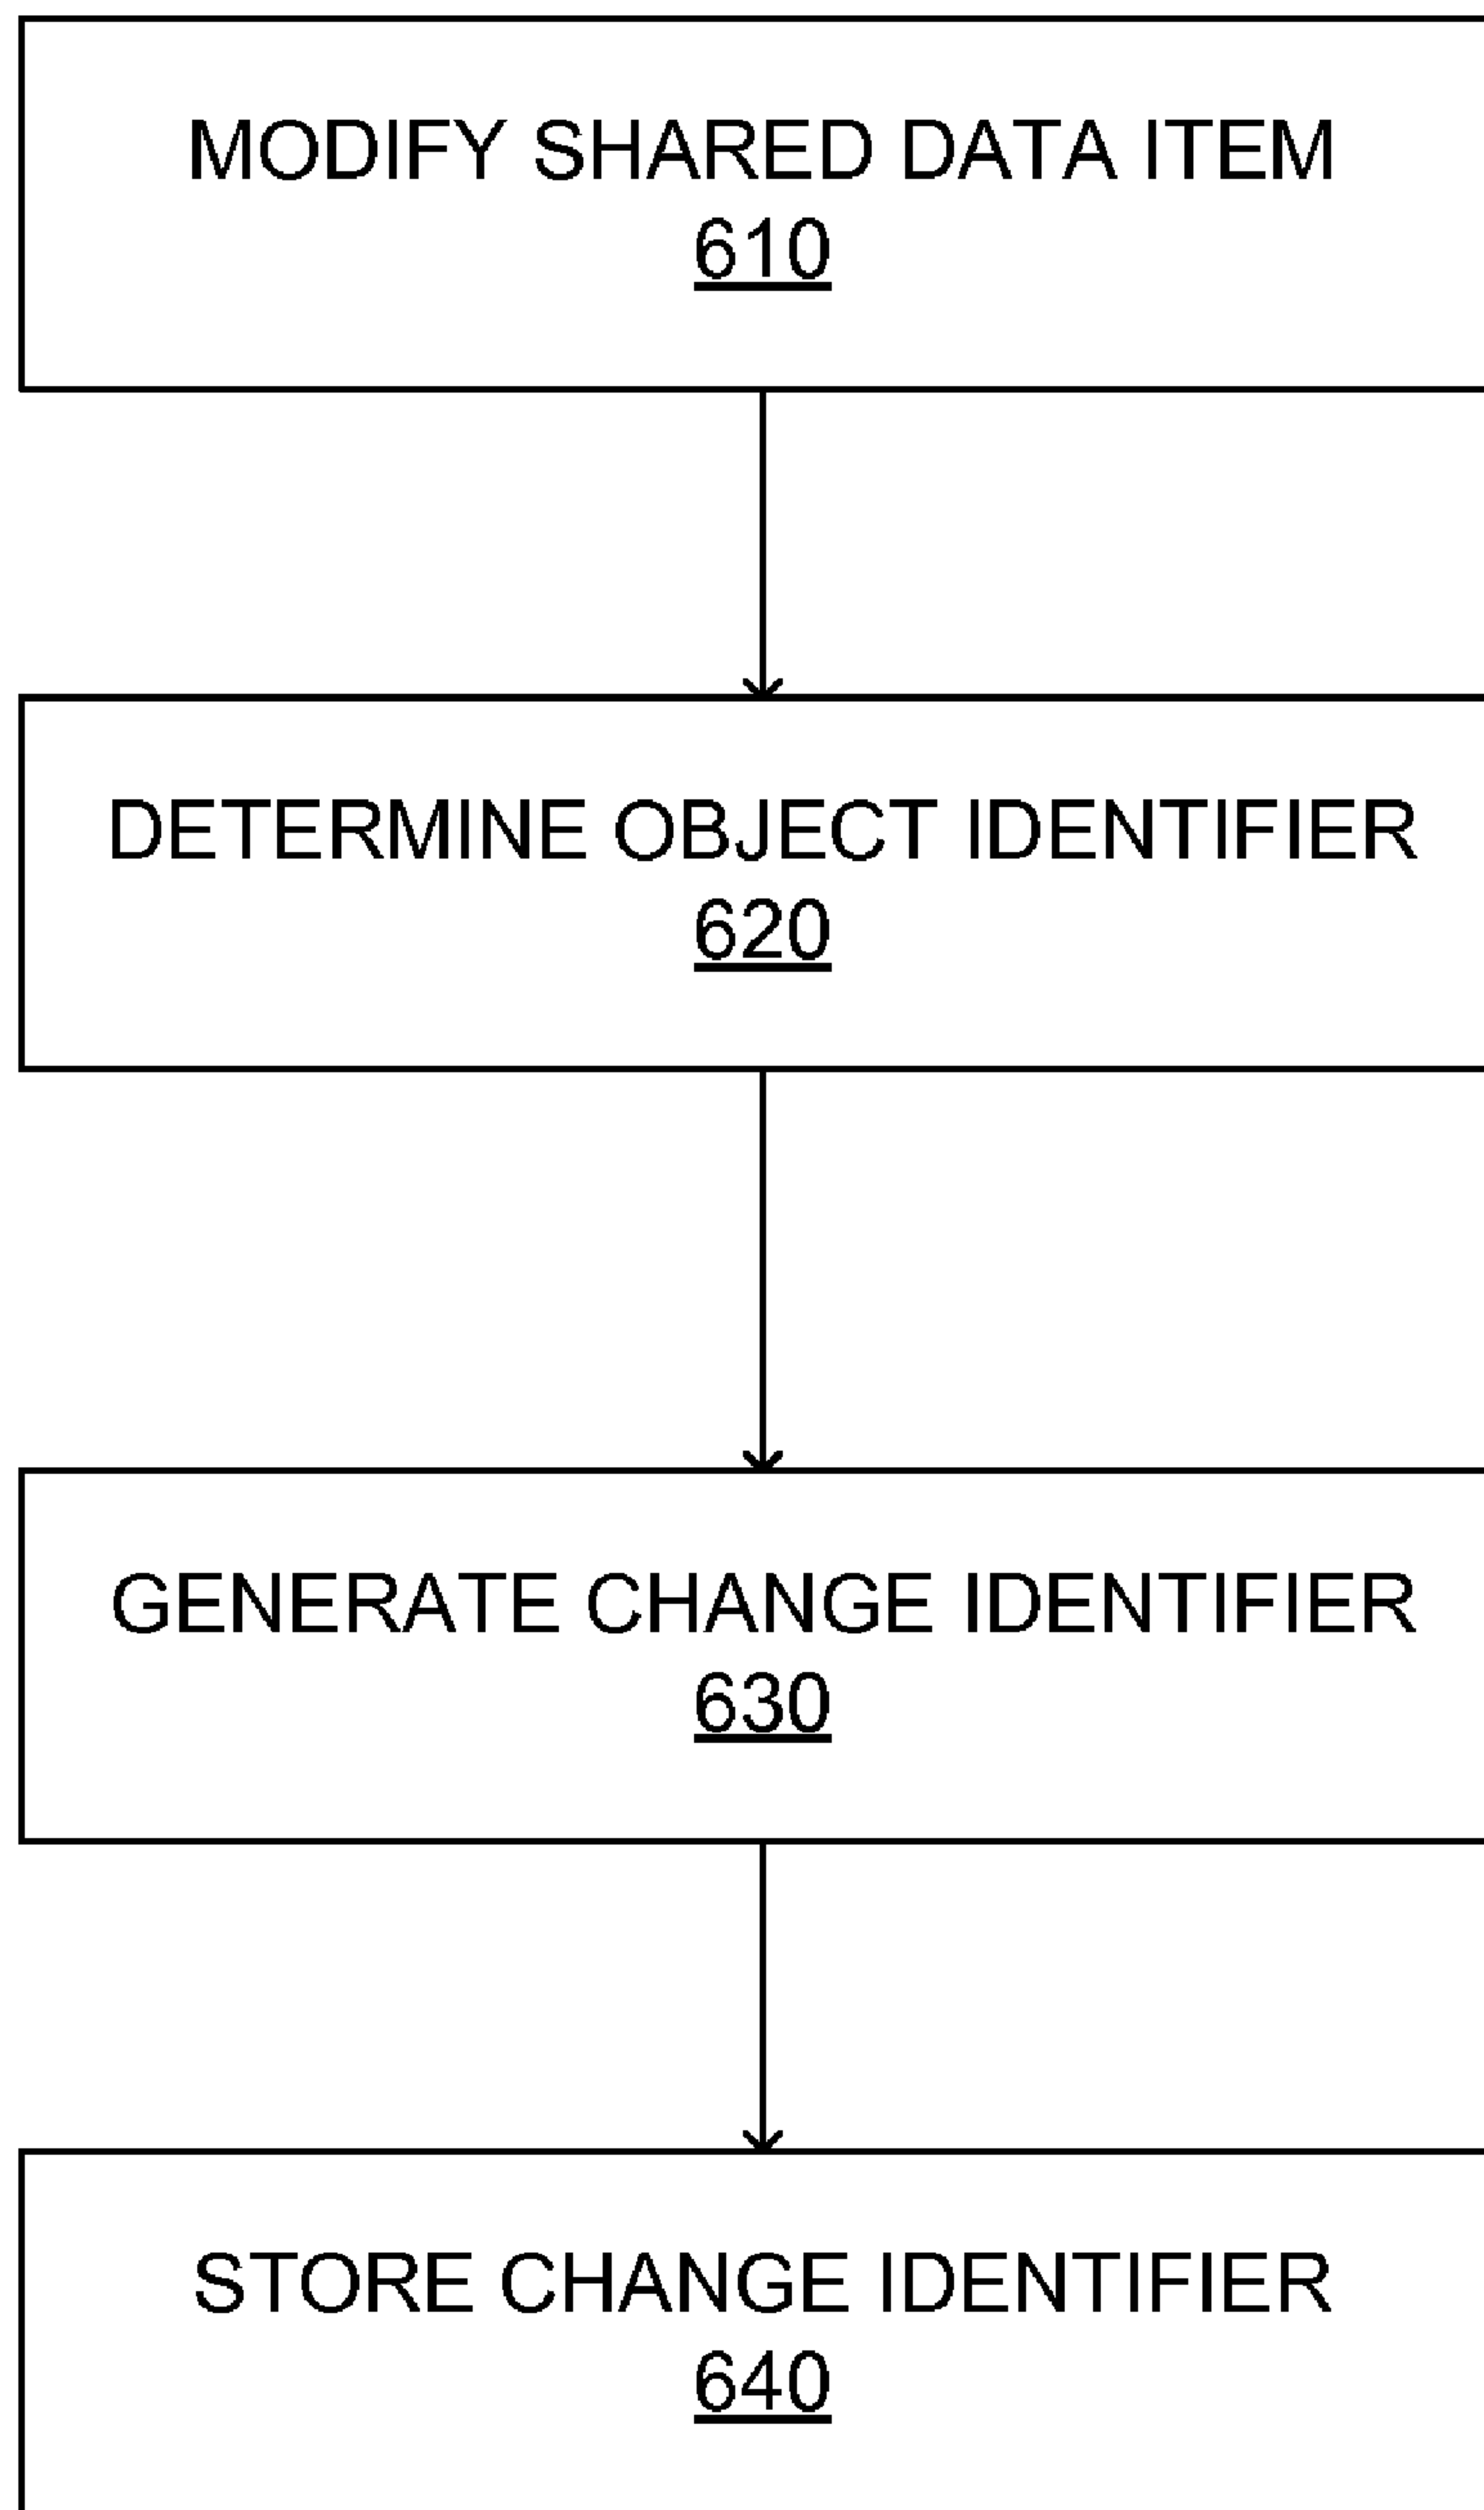 MODIFY SHARED DATA ITEM
610
DETERMINE OBJECT IDENTIFIER
620
GENERATE CHANGE IDENTIFIER
630
STORE CHANGE IDENTIFIER
640